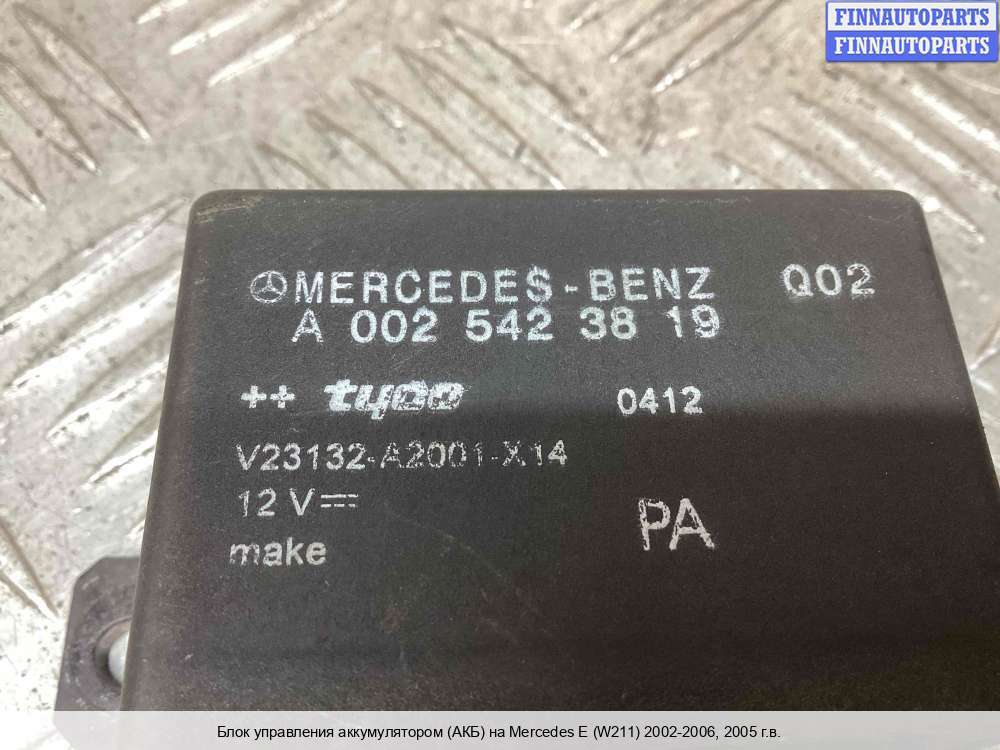 FINNAUTOPARTS
FINNAUTOPARTS
MERCEDES-BENZ Q02
A 002 542 38 19
++ tyco 0412
V23132-A2001-X14
12 V
make
PA
Блок управления аккумулятором (АКБ) на Mercedes E (W211) 2002-2006, 2005 г.в.